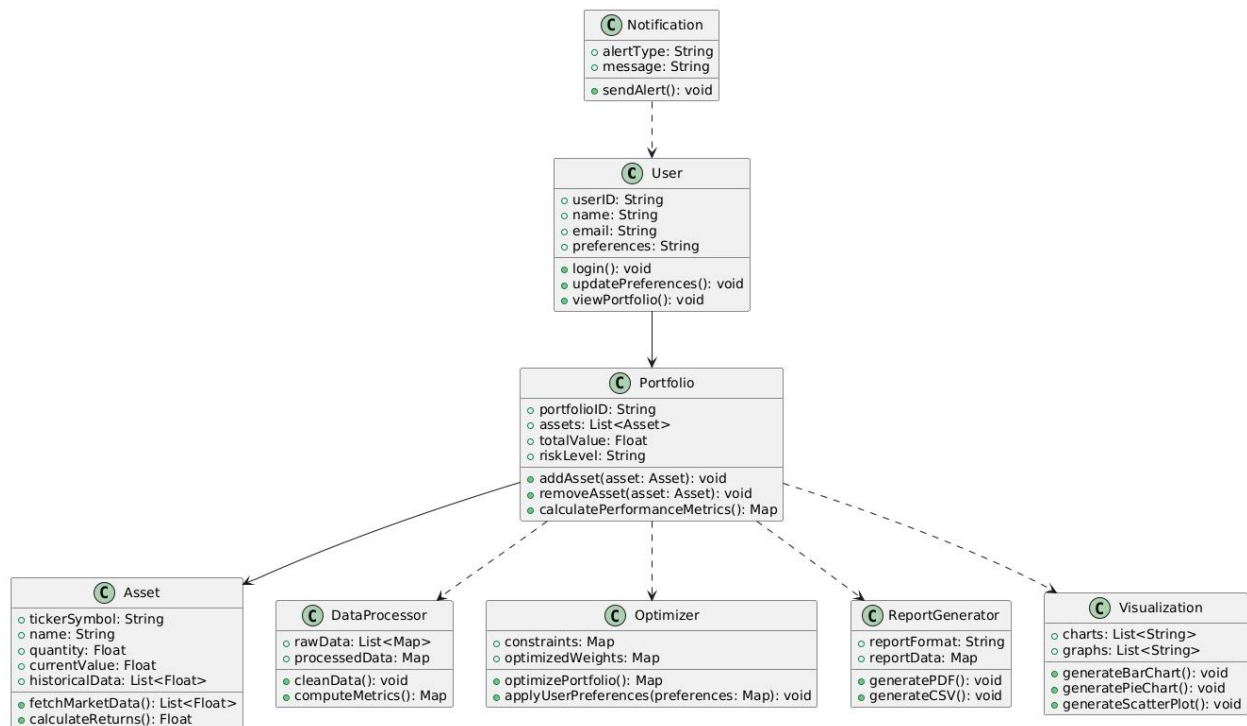 C Notification
alertType: String
message: String
sendAlert(): void
C User
userID: String
name: String
email: String
preferences: String
login(): void
updatePreferences(): void
viewPortfolio(): void
C Portfolio
portfolioID: String
assets: List<Asset>
totalValue: Float
riskLevel: String
addAsset(asset: Asset): void
removeAsset(asset: Asset): void
calculatePerformanceMetrics(): Map
C Asset
tickerSymbol: String
name: String
quantity: Float
currentValue: Float
historicalData: List<Float>
fetchMarketData(): List<Float>
calculateReturns(): Float
C DataProcessor
rawData: List<Map>
processedData: Map
cleanData(): void
computeMetrics(): Map
C Optimizer
constraints: Map
optimizedWeights: Map
optimizePortfolio(): Map
applyUserPreferences(preferences: Map): void
C ReportGenerator
reportFormat: String
reportData: Map
generatePDF(): void
generateCSV(): void
C Visualization
charts: List<String>
graphs: List<String>
generateBarChart(): void
generatePieChart(): void
generateScatterPlot(): void